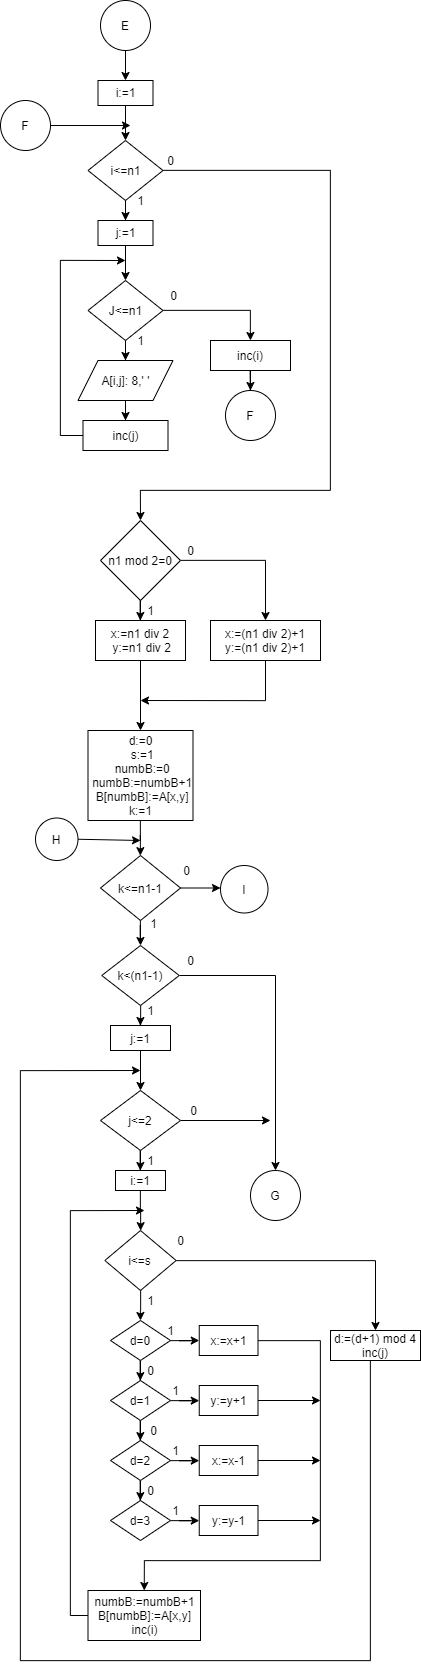 E
i:=1
F
i<=n1
0
1
j:=1
J<=n1
0
1
A[i,j]: 8,' '
inc(i)
F
inc(j)
n1 mod 2=0
0
1
x:=n1 div 2
y:=n1 div 2
x:=(n1 div 2)+1
y:=(n1 div 2)+1
d:=0
s:=1
numbB:=0
numbB:=numbB+1
B[numbB]:=A[x,y]
k:=1
H
k<=n1-1
0
I
1
k<(n1-1)
0
1
j:=1
j<=2
0
1
i:=1
G
i<=s
0
1
d:=(d+1) mod 4
inc(j)
d=0
1
x:=x+1
0
d=1
1
y:=y+1
0
d=2
1
x:=x-1
0
d=3
1
y:=y-1
numbB:=numbB+1
B[numbB]:=A[x,y]
inc(i)